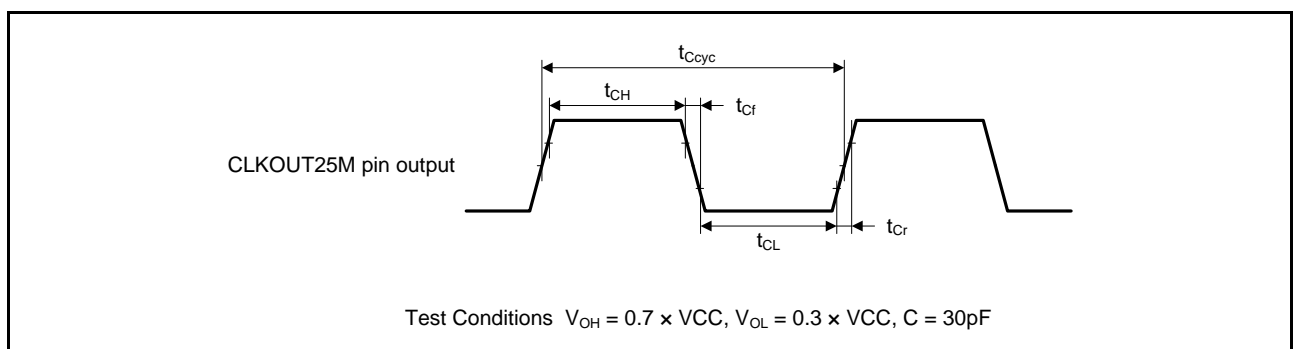 tCcyc
tCH
tCf
CLKOUT25M pin output
tCL
tCr
Test Conditions VOH = 0.7 × VCC, VOL = 0.3 × VCC, C = 30pF